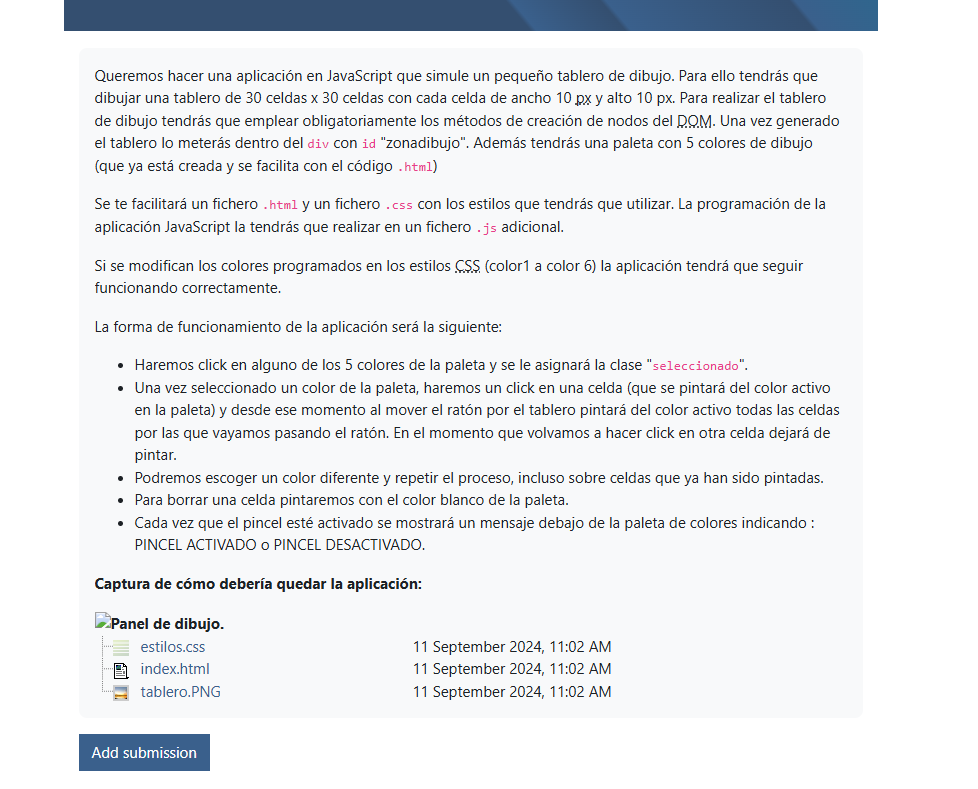 Queremos hacer una aplicación en JavaScript que simule un pequeño tablero de dibujo. Para ello tendrás que
dibujar una tablero de 30 celdas x 30 celdas con cada celda de ancho 10 px y alto 10 px. Para realizar el tablero
de dibujo tendrás que emplear obligatoriamente los métodos de creación de nodos del DOM. Una vez generado
el tablero lo meterás dentro del div con id "zonadibujo". Además tendrás una paleta con 5 colores de dibujo
(que ya está creada y se facilita con el código .html)
Se te facilitará un fichero .html y un fichero .css con los estilos que tendrás que utilizar. La programación de la
aplicación JavaScript la tendrás que realizar en un fichero .js adicional.
Si se modifican los colores programados en los estilos CSS (color1 a color 6) la aplicación tendrá que seguir
funcionando correctamente.
La forma de funcionamiento de la aplicación será la siguiente:
• Haremos click en alguno de los 5 colores de la paleta y se le asignará la clase "seleccionado".
• Una vez seleccionado un color de la paleta, haremos un click en una celda (que se pintará del color activo
en la paleta) y desde ese momento al mover el ratón por el tablero pintará del color activo todas las celdas
por las que vayamos pasando el ratón. En el momento que volvamos a hacer click en otra celda dejará de
pintar.
• Podremos escoger un color diferente y repetir el proceso, incluso sobre celdas que ya han sido pintadas.
• Para borrar una celda pintaremos con el color blanco de la paleta.
• Cada vez que el pincel esté activado se mostrará un mensaje debajo de la paleta de colores indicando :
PINCEL ACTIVADO o PINCEL DESACTIVADO.
Captura de cómo debería quedar la aplicación:
Panel de dibujo.
estilos.css 11 September 2024, 11:02 AM
index.html 11 September 2024, 11:02 AM
tablero.PNG 11 September 2024, 11:02 AM
Add submission